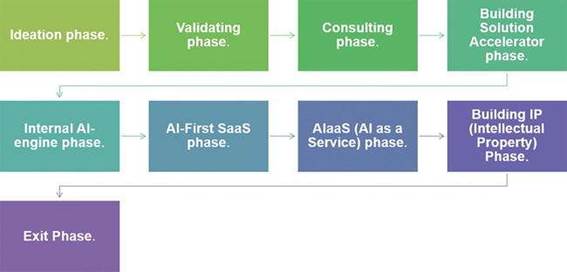 Ideation phase.
Validating
phase.
Consulting
phase.
Building
Solution
Accelerator
phase.
Internal AI-
engine phase.
AI-First SaaS
phase.
AIaaS (AI as a
Service) phase.
Building IP
(Intellectual
Property)
Phase.
Exit Phase.